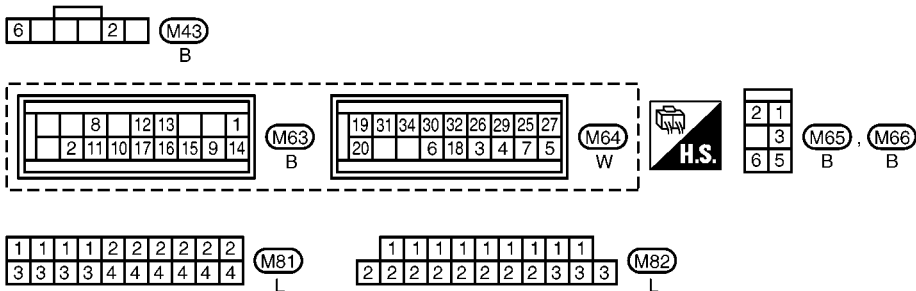 6 2 M43
B
8 12 13 1
2 11 10 17 16 15 9 14
M63
B
19 31 34 30 32 26 29 25 27
20 6 18 3 4 7 5
M64
W
H.S.
2 1
3
6 5
M65 , M66
B B
1 1 1 1 2 2 2 2 2 2
3 3 3 3 4 4 4 4 4 4
M81
L
1 1 1 1 1 1 1 1 1
2 2 2 2 2 2 2 2 3 3 3
M82
L